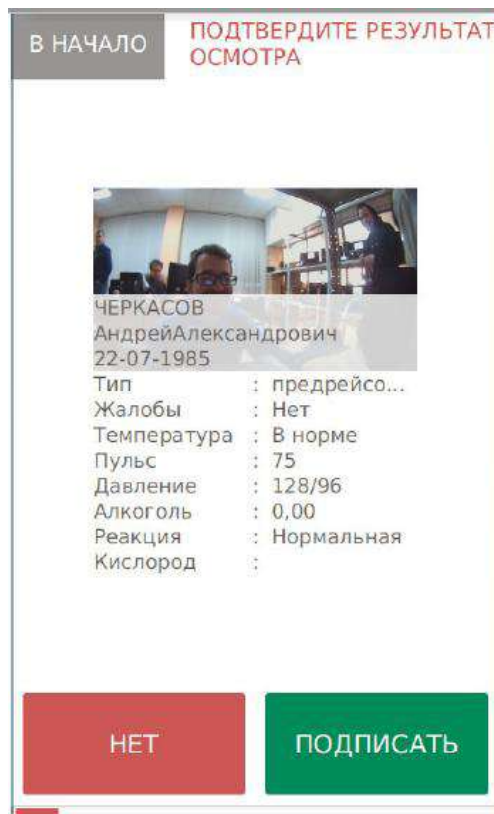 В НАЧАЛО
ПОДТВЕРДИТЕ РЕЗУЛЬТАТ
ОСМОТРА
ЧЕРКАСОВ
АндрейАлександрович
22-07-1985
Тип : предрейсо...
Жалобы : Нет
Температура : В норме
Пульс : 75
Давление : 128/96
Алкоголь : 0,00
Реакция : Нормальная
Кислород :
НЕТ
ПОДПИСАТЬ